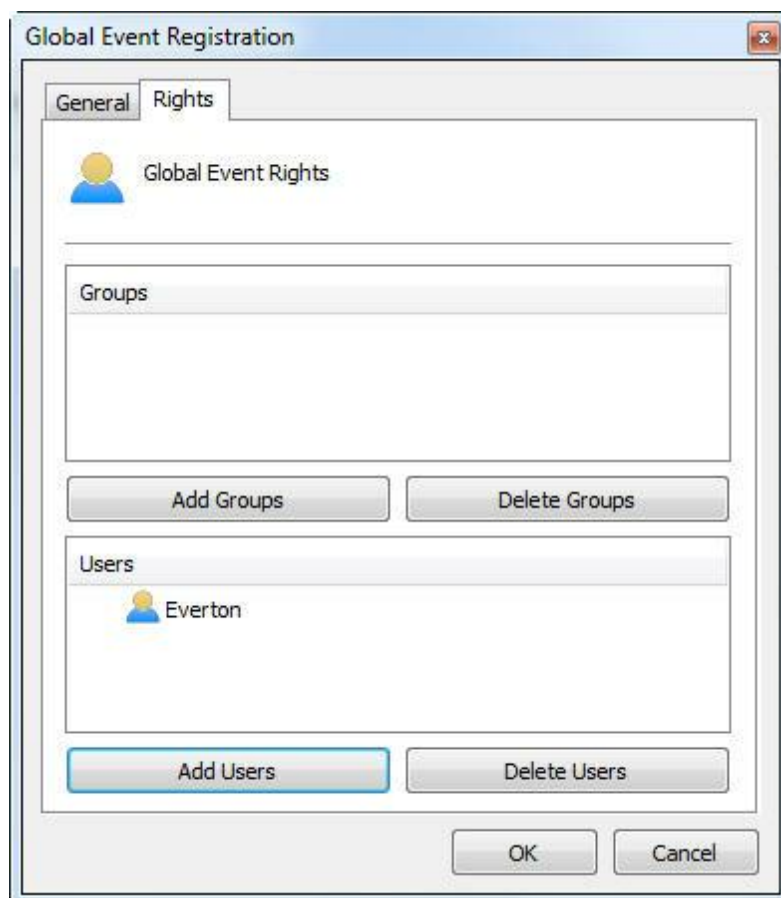 Global Event Registration
General Rights
Global Event Rights
Groups
Add Groups Delete Groups
Users
Everton
Add Users Delete Users
OK Cancel